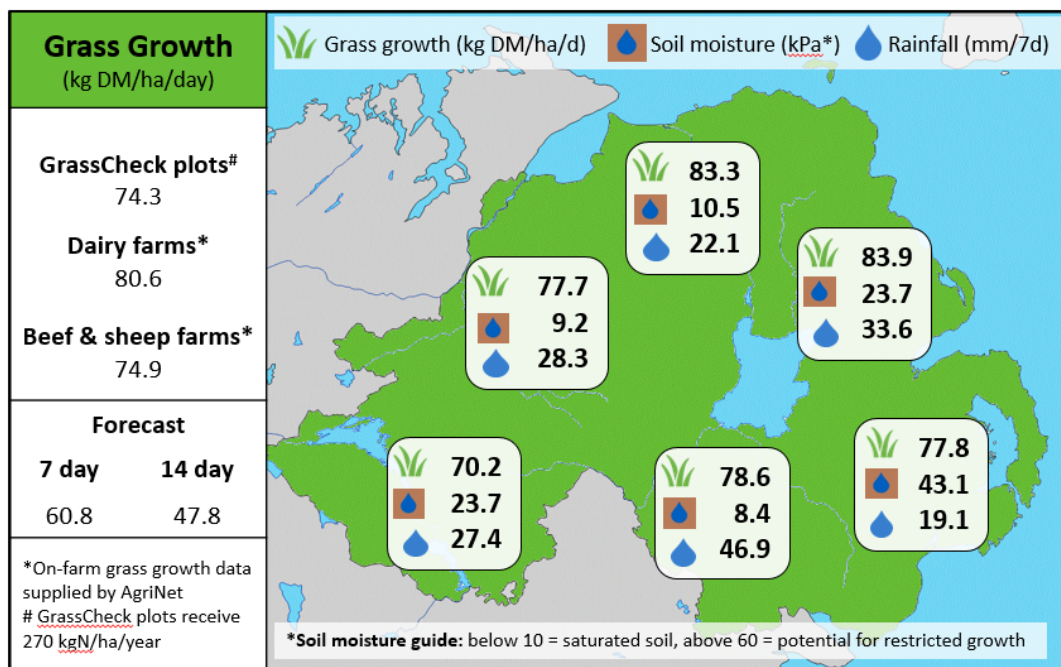 Grass Growth
(kg DM/ha/day)
GrassCheck plots#
74.3
Dairy farms*
80.6
Beef & sheep farms*
74.9
Forecast
7 day 14 day
60.8 47.8
*On-farm grass growth data
supplied by AgriNet
# GrassCheck plots receive
270 kgN/ha/year
Grass growth (kg DM/ha/d) Soil moisture (kPa*) Rainfall (mm/7d)
83.3
10.5
22.1
83.9
23.7
33.6
77.7
9.2
28.3
70.2
23.7
27.4
78.6
8.4
46.9
77.8
43.1
19.1
*Soil moisture guide: below 10 = saturated soil, above 60 = potential for restricted growth